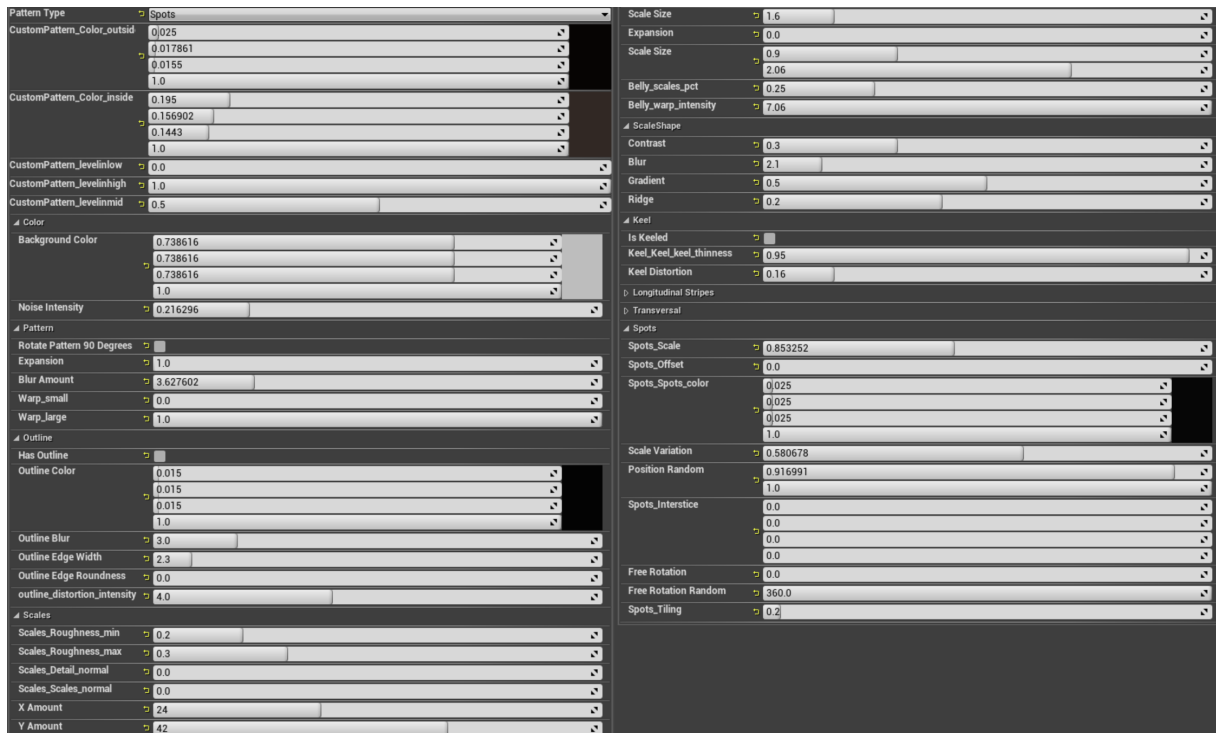 Pattern Type Spots
CustomPattern_Color_outsid 0.025
0.017861
0.0155
1.0
CustomPattern_Color_inside 0.195
0.156902
0.1443
1.0
CustomPattern_levelinlow 0.0
CustomPattern_levelinhigh 1.0
CustomPattern_levelinmid 0.5
Color
Background Color 0.738616
0.738616
0.738616
1.0
Noise Intensity 0.216296
Pattern
Rotate Pattern 90 Degrees
Expansion 1.0
Blur Amount 3.627602
Warp_small 0.0
Warp_large 1.0
Outline
Has Outline
Outline Color 0.015
0.015
0.015
1.0
Outline Blur 3.0
Outline Edge Width 2.3
Outline Edge Roundness 0.0
outline_distortion_intensity 4.0
Scales
Scales_Roughness_min 0.2
Scales_Roughness_max 0.3
Scales_Detail_normal 0.0
Scales_Scales_normal 0.0
X Amount 24
Y Amount 42
Scale Size 1.6
Expansion 0.0
Scale Size 0.9
2.06
Belly_scales_pct 0.25
Belly_warp_intensity 7.06
ScaleShape
Contrast 0.3
Blur 2.1
Gradient 0.5
Ridge 0.2
Keel
Is Keeled
Keel_Keel_keel_thinness 0.95
Keel Distortion 0.16
Longitudinal Stripes
Transversal
Spots
Spots_Scale 0.853252
Spots_Offset 0.0
Spots_Spots_color 0.025
0.025
0.025
1.0
Scale Variation 0.580678
Position Random 0.916991
1.0
Spots_Interstice 0.0
0.0
0.0
0.0
Free Rotation 0.0
Free Rotation Random 360.0
Spots_Tiling 0.2